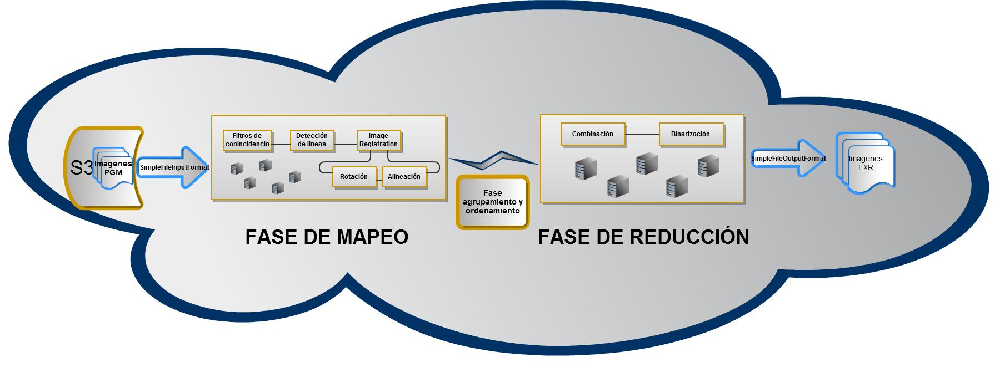 S3
Imagenes
PGM
SimpleFileInputFormat
Filtros de
conincidencia
Detección
de lineas
Image
Registration
Rotación
Alineación
FASE DE MAPEO
Fase
agrupamiento y
ordenamiento
Combinación
Binarización
FASE DE REDUCCIÓN
SimpleFileOutputFormat
Imagenes
EXR